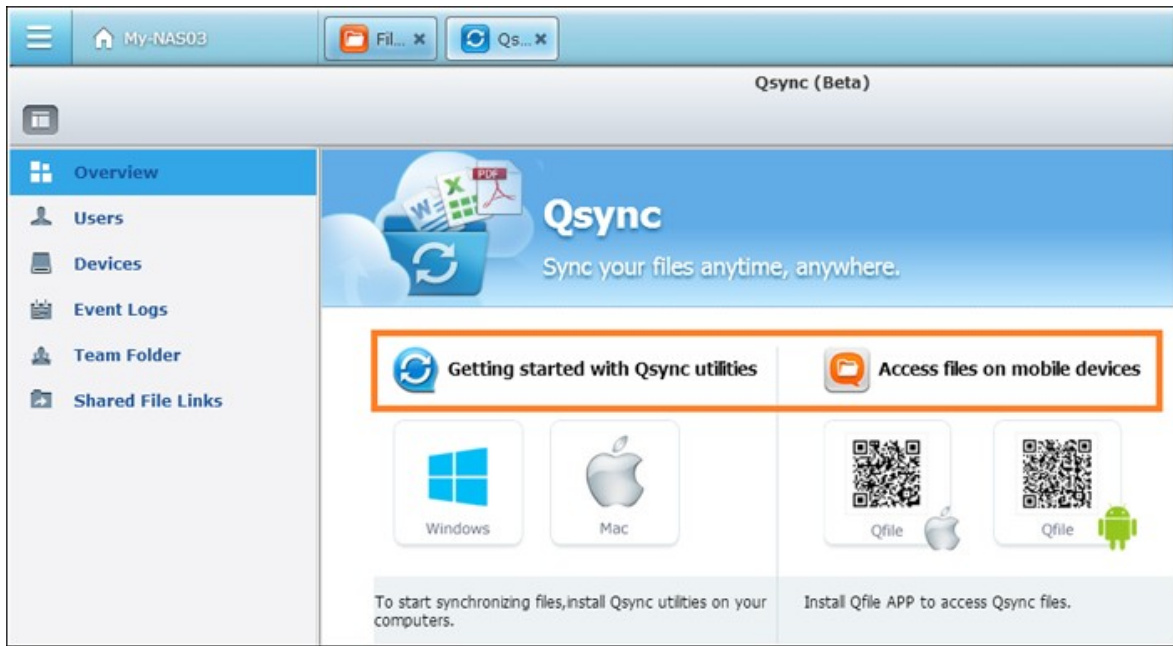 My-NAS03
Fil...
Qs...
Qsync (Beta)
Overview
Users
Devices
Event Logs
Team Folder
Shared File Links
W
X
PDF
Qsync
Sync your files anytime, anywhere.
Getting started with Qsync utilities
Access files on mobile devices
Windows
Mac
Qfile
Qfile
To start synchronizing files,install Qsync utilities on your
computers.
Install Qfile APP to access Qsync files.